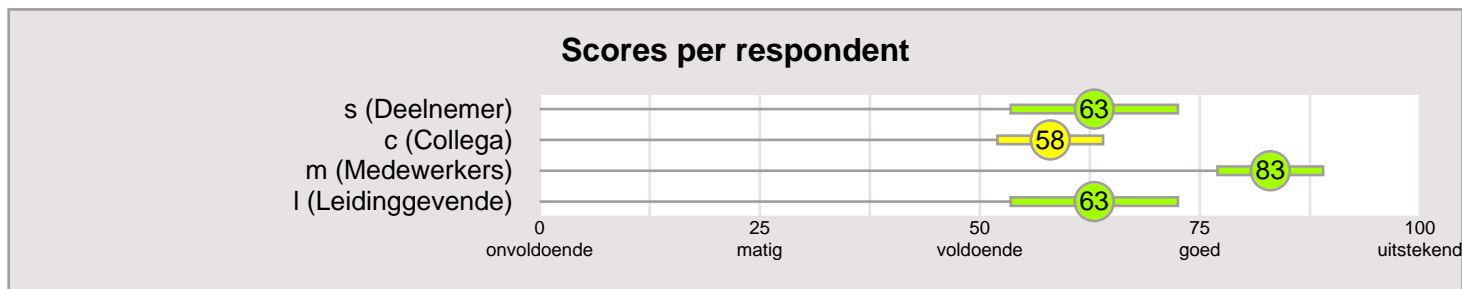 Scores per respondent
s (Deelnemer) 63
c (Collega) 58
m (Medewerkers) 83
l (Leidinggevende) 63
0 25 50 75 100
onvoldoende matig voldoende goed uitstekend